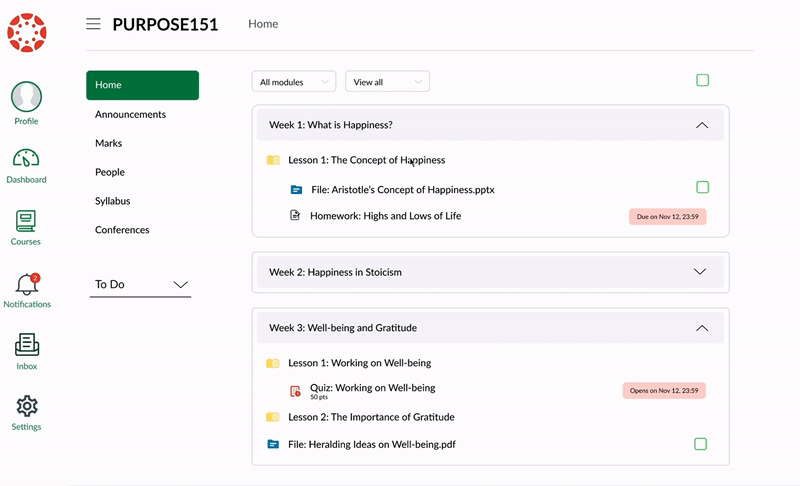 PURPOSE151
Home
Profile
Dashboard
Courses
2
Notifications
Inbox
Settings
Home
Announcements
Marks
People
Syllabus
Conferences
To Do
All modules
View all
Week 1: What is Happiness?
Lesson 1: The Concept of Happiness
File: Aristotle's Concept of Happiness.pptx
Homework: Highs and Lows of Life
Due on Nov 12, 23:59
Week 2: Happiness in Stoicism
Week 3: Well-being and Gratitude
Lesson 1: Working on Well-being
Quiz: Working on Well-being
50 pts
Opens on Nov 12, 23:59
Lesson 2: The Importance of Gratitude
File: Heralding Ideas on Well-being.pdf